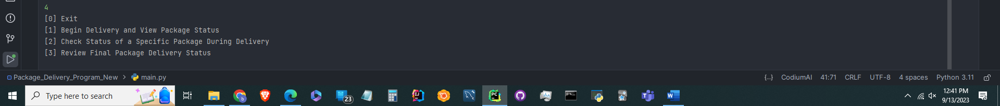 4
[0] Exit
[1] Begin Delivery and View Package Status
[2] Check Status of a Specific Package During Delivery
[3] Review Final Package Delivery Status
Package_Delivery_Program_New > main.py
{...} CodiumAI 41:71 CRLF UTF-8 4 spaces Python 3.11
Type here to search
23
IJ
PC
W
12:41 PM
9/13/2023